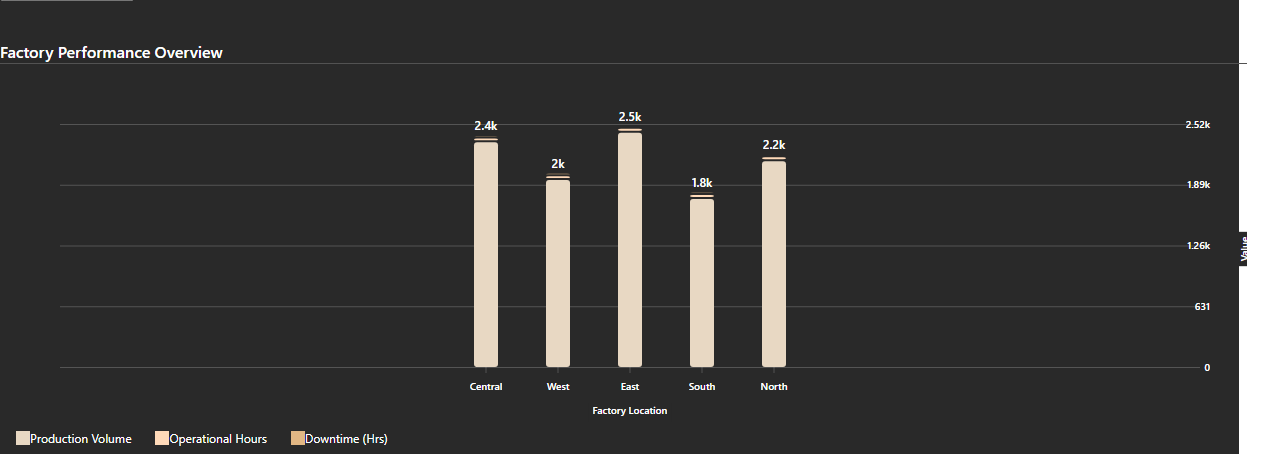 Factory Performance Overview
2.4k
2k
2.5k
1.8k
2.2k
2.52k
1.89k
1.26k
631
0
Value
Central West East South North
Factory Location
Production Volume Operational Hours Downtime (Hrs)